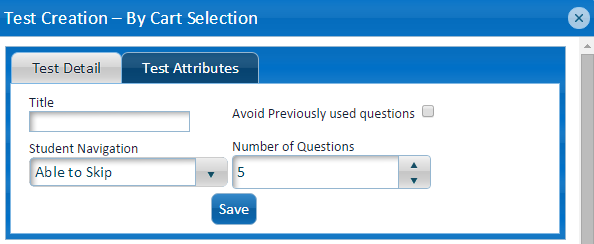 Test Creation – By Cart Selection
Test Detail
Test Attributes
Title
Avoid Previously used questions
Student Navigation
Number of Questions
Able to Skip
5
Save